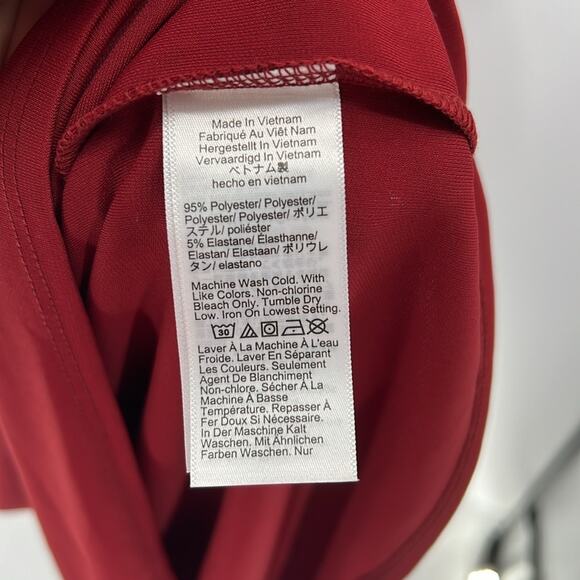 Made In Vietnam
Fabriqué Au Viêt Nam
Hergestellt In Vietnam
Vervaardigd In Vietnam
ベトナム製
hecho en vietnam
95% Polyester/ Polyester/
Polyester/ Polyester/ ポリエ
ステル/ poliéster
5% Elastane/ Élasthanne/
Elastan/ Elastaan/ ポリウレ
タン/ elastano
Machine Wash Cold. With
Like Colors. Non-chlorine
Bleach Only. Tumble Dry
Low. Iron On Lowest Setting.
30
Laver À La Machine À L'eau
Froide. Laver En Séparant
Les Couleurs. Seulement
Agent De Blanchiment
Non-chlore. Sécher À La
Machine À Basse
Température. Repasser À
Fer Doux Si Nécessaire.
In Der Maschine Kalt
Waschen. Mit Ähnlichen
Farben Waschen. Nur